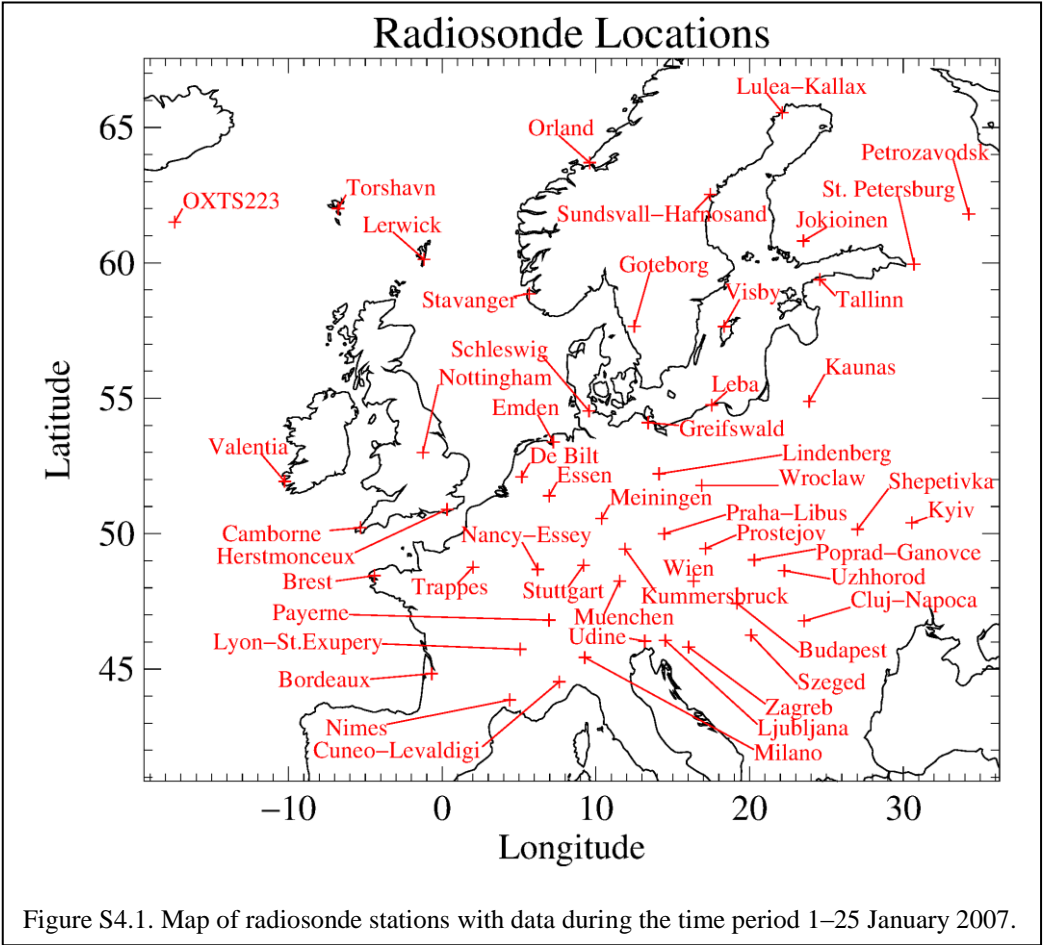 Radiosonde Locations
Lulea−Kallax
65
Orland
Petrozavodsk
OXTS223
Torshavn
St. Petersburg
Lerwick
Sundsvall−Harnosand
Jokioinen
60
Goteborg
Stavanger
Visby
Tallinn
Schleswig
Nottingham
Kaunas
Leba
55
Emden
Greifswald
Valentia
De Bilt
Lindenberg
Essen
Wroclaw
Shepetivka
Meiningen
Camborne
Praha−Libus
Kyiv
50
Herstmonceux
Nancy−Essey
Prostejov
Poprad−Ganovce
Brest
Trappes
Stuttgart
Wien
Uzhhorod
Kummersbruck
Cluj−Napoca
Payerne
Muenchen
Lyon−St.Exupery
Udine
Budapest
45
Bordeaux
Szeged
Zagreb
Nimes
Ljubljana
Cuneo−Levaldigi
Milano
Latitude
−10
0
10
20
30
Longitude
Figure S4.1. Map of radiosonde stations with data during the time period 1–25 January 2007.